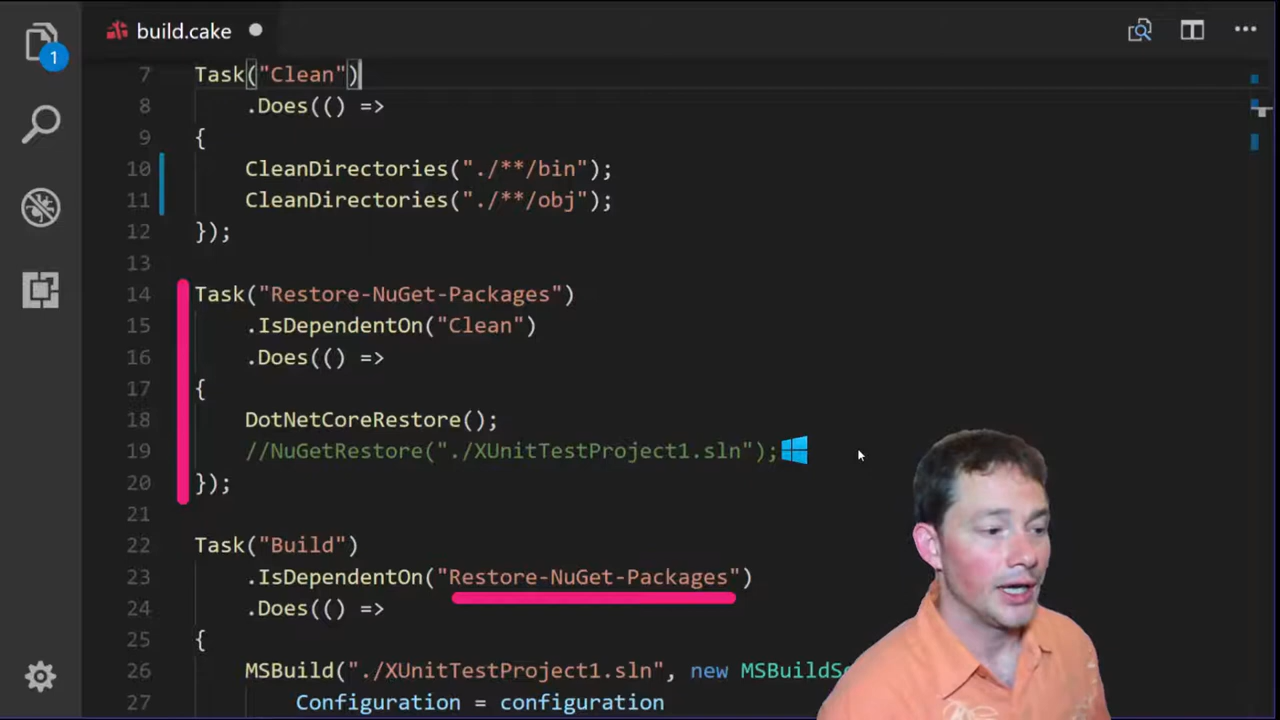 1
build.cake
7 Task("Clean")
8 .Does(() =>
9 {
10 CleanDirectories("./**/bin");
11 CleanDirectories("./**/obj");
12 });
13
14 Task("Restore-NuGet-Packages")
15 .IsDependentOn("Clean")
16 .Does(() =>
17 {
18 DotNetCoreRestore();
19 //NuGetRestore("./XUnitTestProject1.sln");
20 });
21
22 Task("Build")
23 .IsDependentOn("Restore-NuGet-Packages")
24 .Does(() =>
25 {
26 MSBuild("./XUnitTestProject1.sln", new MSBuildSe
27 Configuration = configuration